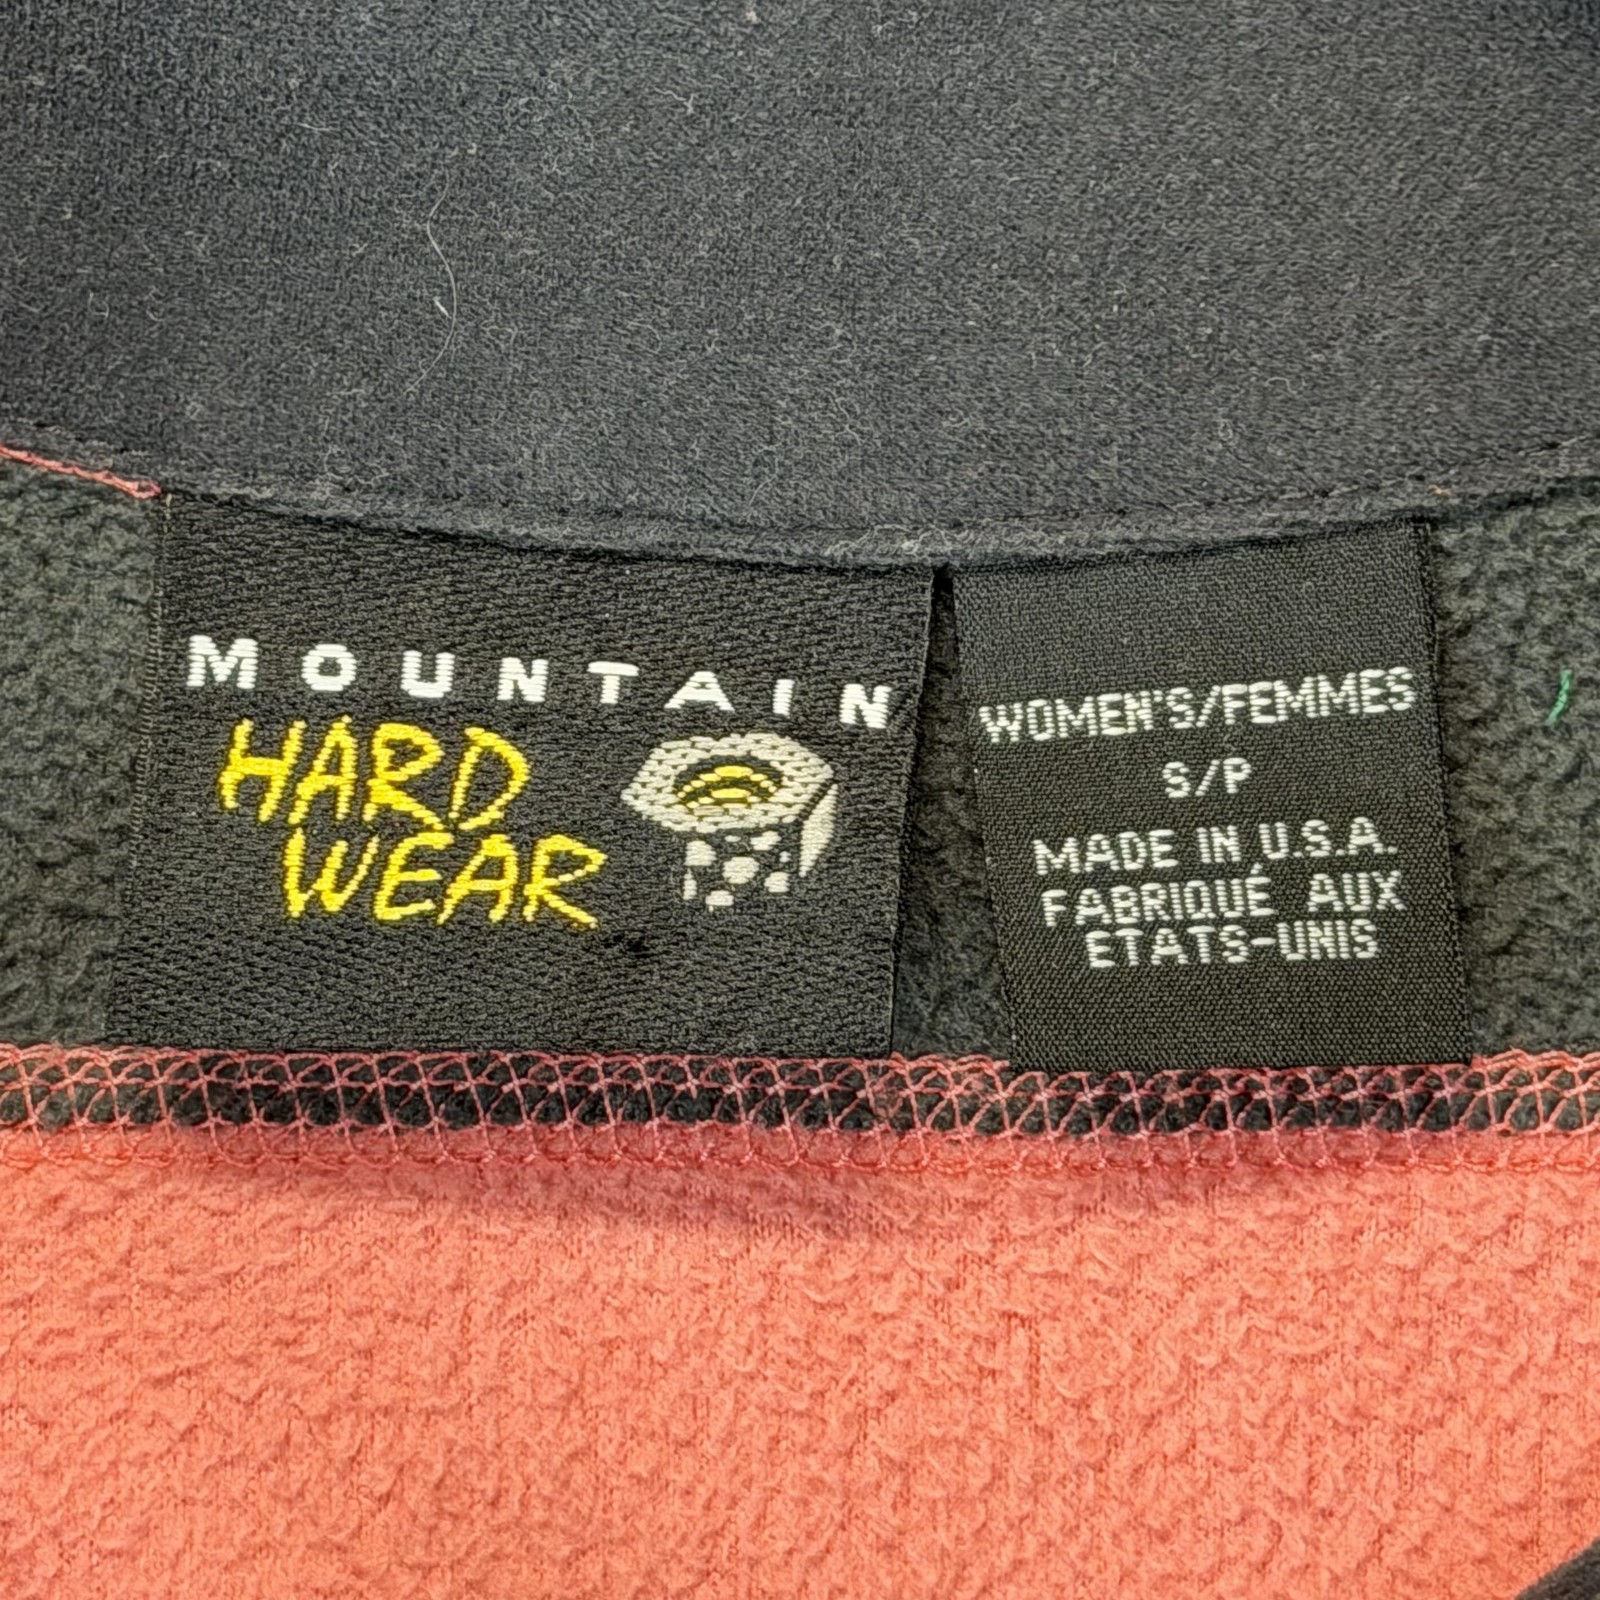 MOUNTAIN
HARD
WEAR
WOMEN'S/FEMMES
S/P
MADE IN U.S.A.
FABRIQUÉ AUX
ETATS-UNIS